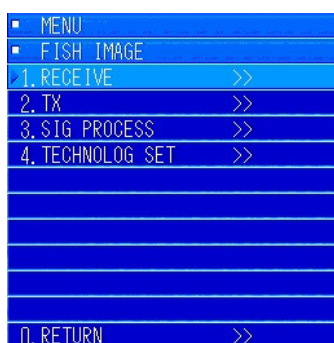 MENU
FISH IMAGE
1. RECEIVE >>
2. TX >>
3. SIG PROCESS >>
4. TECHNOLOG SET >>
0. RETURN >>